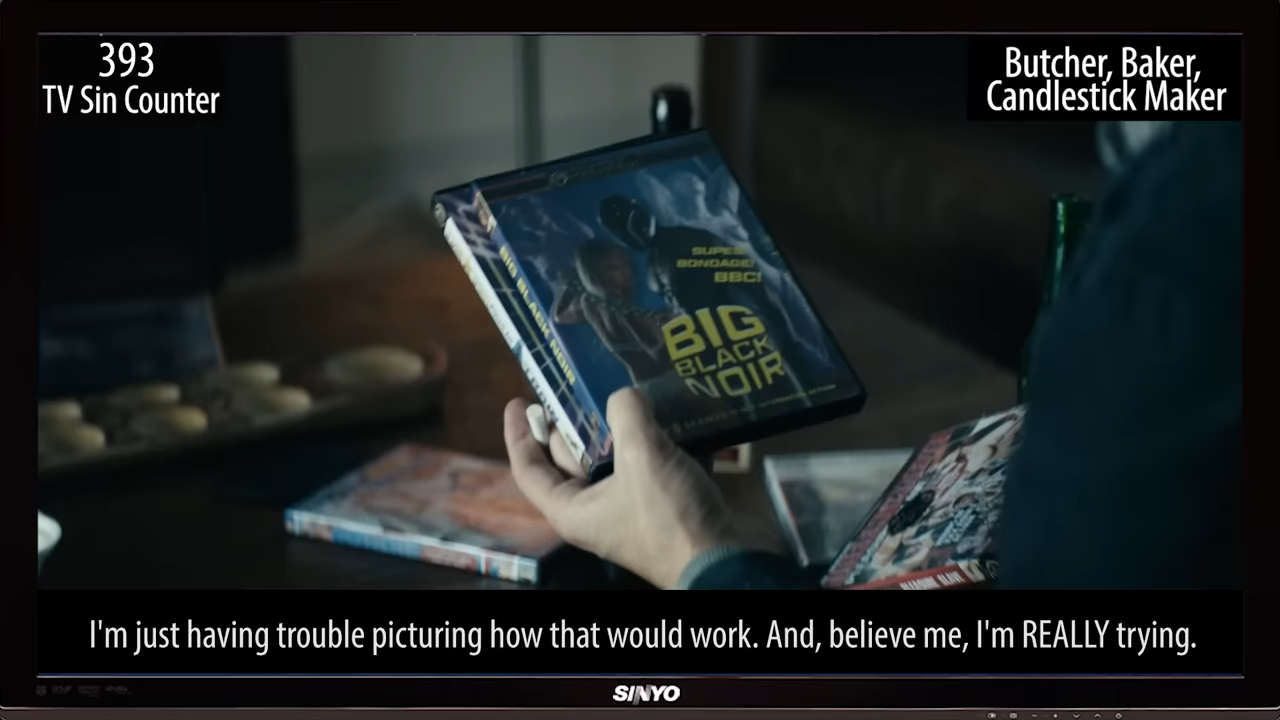 393
TV Sin Counter
Butcher, Baker,
Candlestick Maker
SUPES!
BONDAGE!
BBC!
BIG
BLACK
NOIR
BIG BLACK NOIR
I'm just having trouble picturing how that would work. And, believe me, I'm REALLY trying.
SINYO